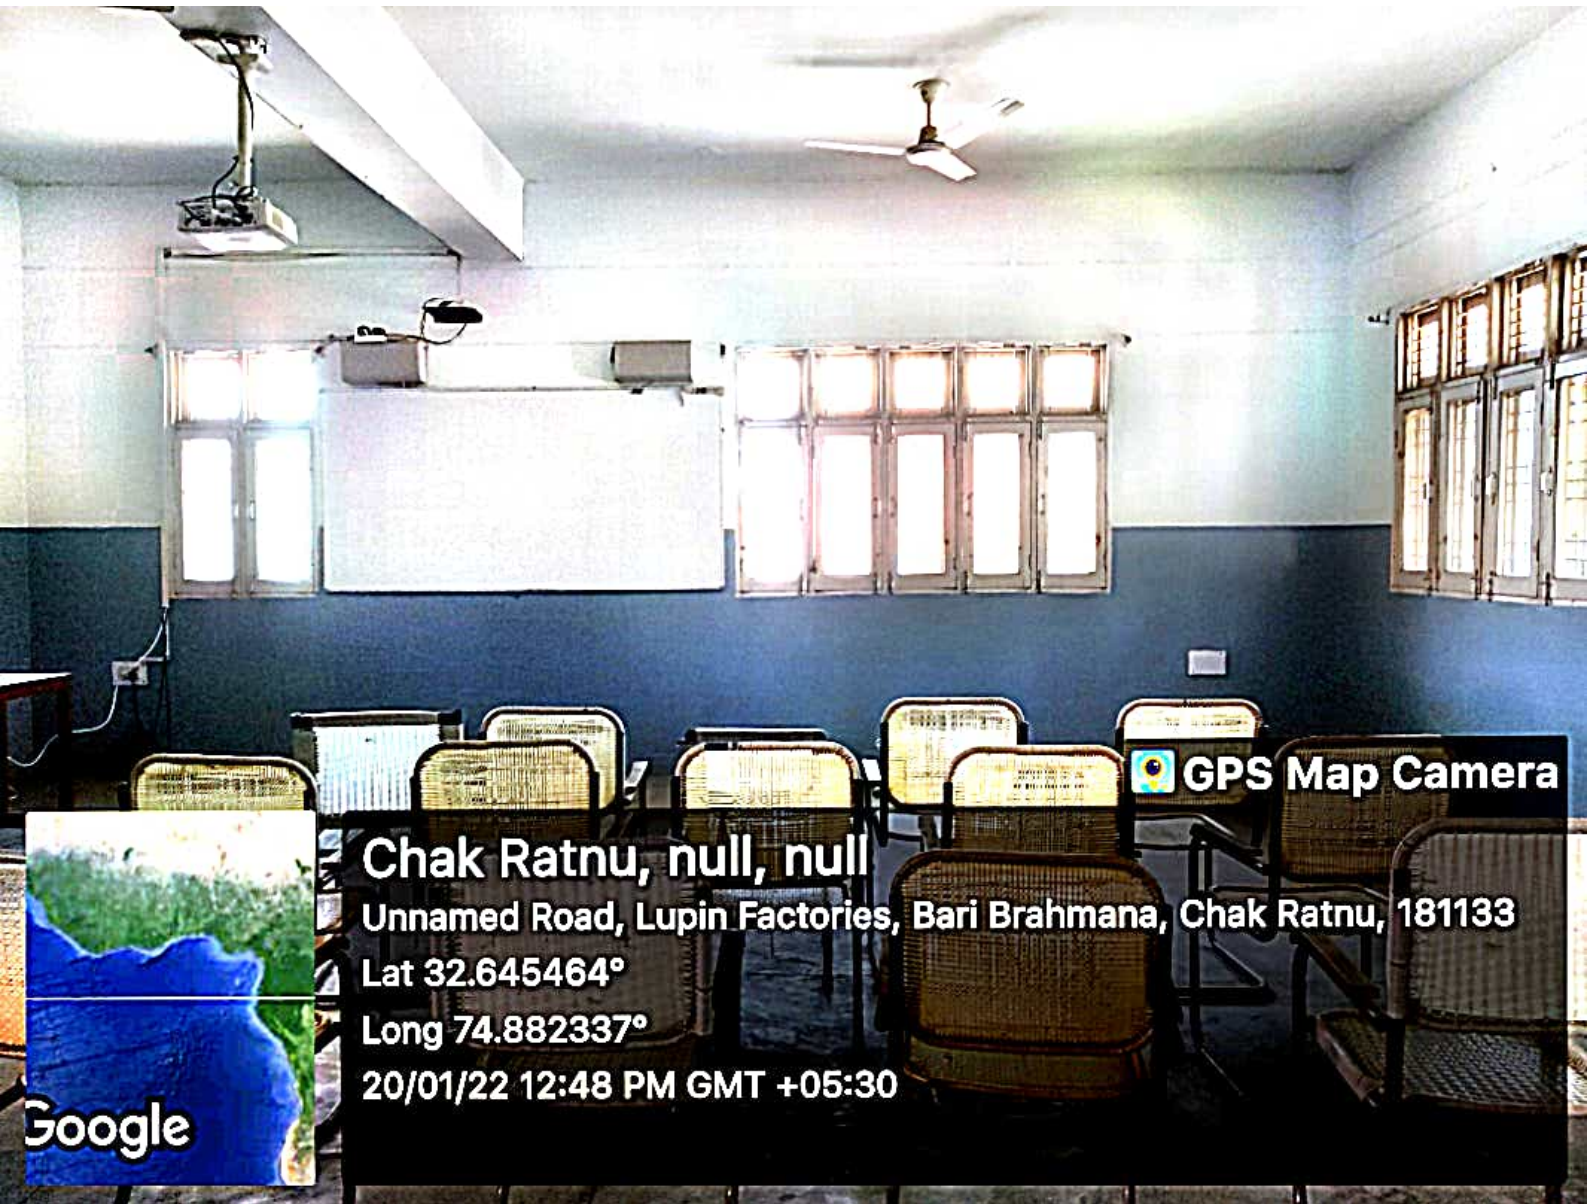 GPS Map Camera
Chak Ratnu, null, null
Unnamed Road, Lupin Factories, Bari Brahmana, Chak Ratnu, 181133
Lat 32.645464°
Long 74.882337°
20/01/22 12:48 PM GMT +05:30
Google